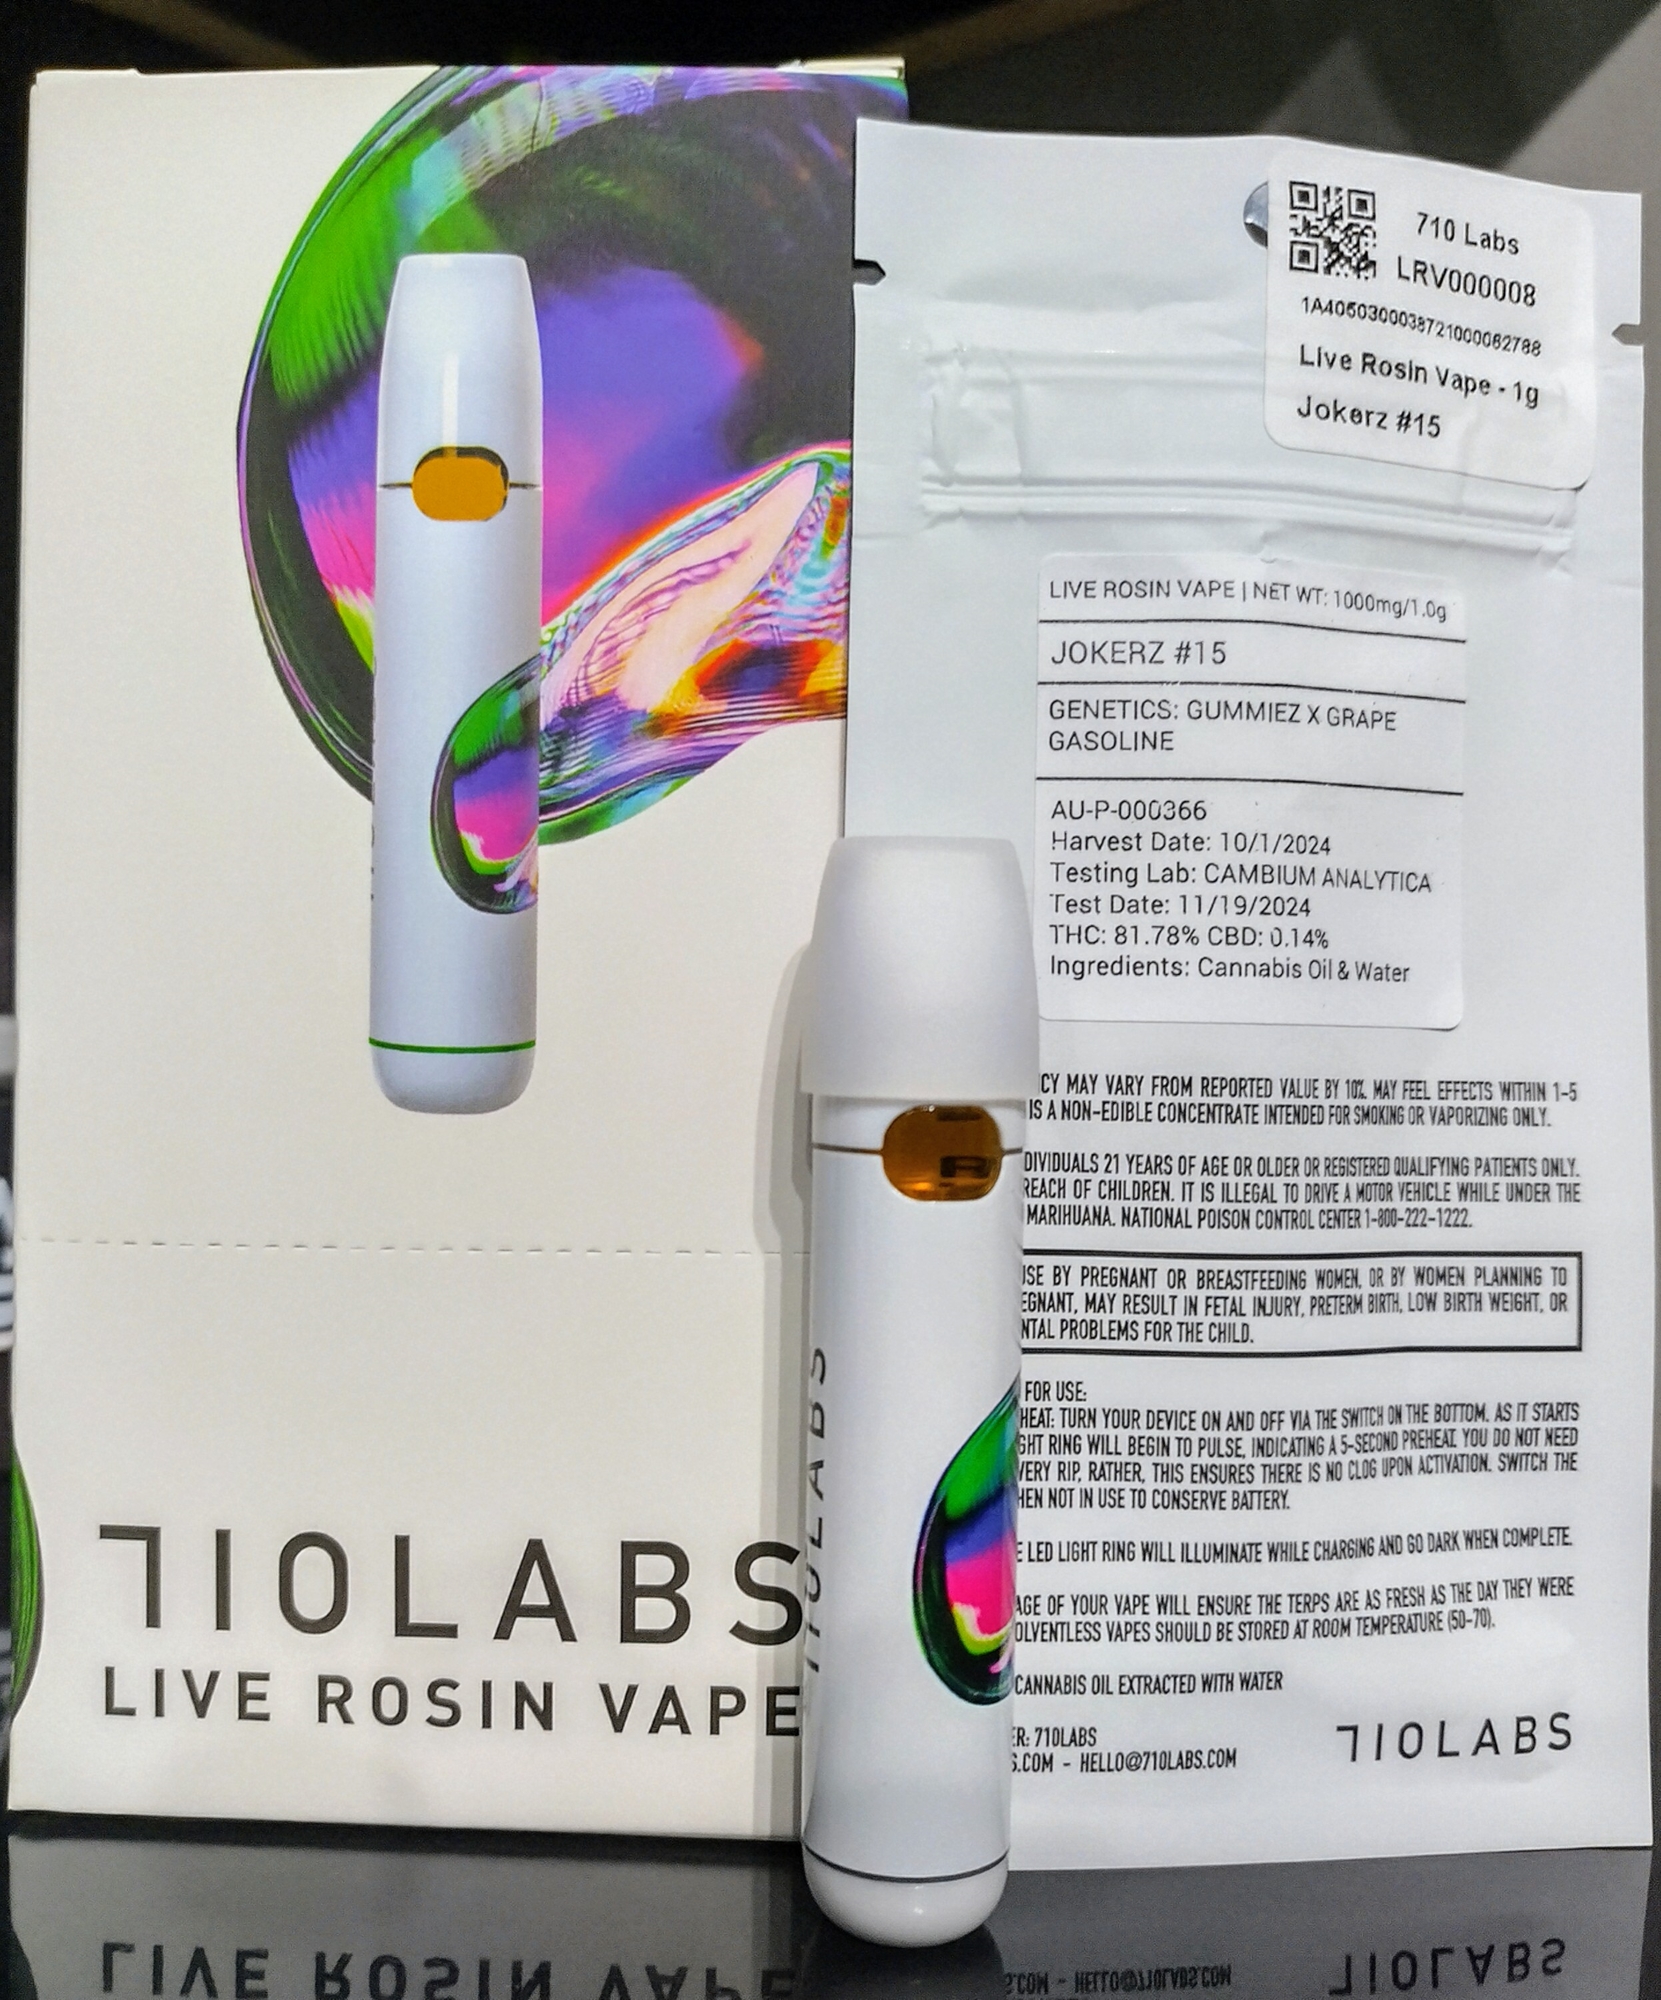 710LABS
LIVE ROSIN VAPE
710 Labs
LRV000008
1A4050300038721000062788
Live Rosin Vape - 1g
Jokerz #15
LIVE ROSIN VAPE | NET WT: 1000mg/1.0g
JOKERZ #15
GENETICS: GUMMIEZ X GRAPE
GASOLINE
AU-P-000366
Harvest Date: 10/1/2024
Testing Lab: CAMBIUM ANALYTICA
Test Date: 11/19/2024
THC: 81.78% CBD: 0.14%
Ingredients: Cannabis Oil & Water
MAY VARY FROM REPORTED VALUE BY 10%. MAY FEEL EFFECTS WITHIN 1-5
IS A NON-EDIBLE CONCENTRATE INTENDED FOR SMOKING OR VAPORIZING ONLY.
21 YEARS OF AGE OR OLDER OR REGISTERED QUALIFYING PATIENTS ONLY.
REACH OF CHILDREN. IT IS ILLEGAL TO DRIVE A MOTOR VEHICLE WHILE UNDER THE
MARIHUANA. NATIONAL POISON CONTROL CENTER 1-800-222-1222.
USE BY PREGNANT OR BREASTFEEDING WOMEN, OR BY WOMEN PLANNING TO
EGNANT, MAY RESULT IN FETAL INJURY, PRETERM BIRTH, LOW BIRTH WEIGHT, OR
NTAL PROBLEMS FOR THE CHILD.
FOR USE:
HEAT: TURN YOUR DEVICE ON AND OFF VIA THE SWITCH ON THE BOTTOM. AS IT STARTS
GHT RING WILL BEGIN TO PULSE, INDICATING A 5-SECOND PREHEAT. YOU DO NOT NEED
VERY RIP, RATHER, THIS ENSURES THERE IS NO CLOG UPON ACTIVATION. SWITCH THE
HEN NOT IN USE TO CONSERVE BATTERY.
E LED LIGHT RING WILL ILLUMINATE WHILE CHARGING AND GO DARK WHEN COMPLETE.
AGE OF YOUR VAPE WILL ENSURE THE TERPS ARE AS FRESH AS THE DAY THEY WERE
OLVENTLESS VAPES SHOULD BE STORED AT ROOM TEMPERATURE (50-70).
CANNABIS OIL EXTRACTED WITH WATER
ER: 710LABS
S.COM - HELLO@710LABS.COM
710LABS
710LABS